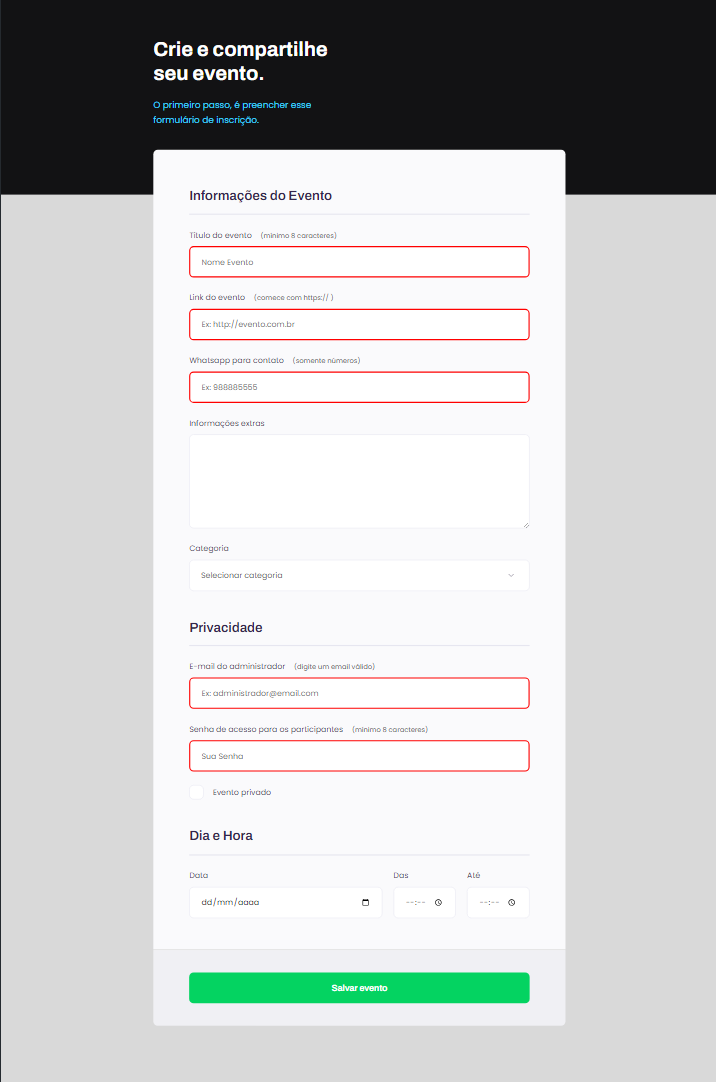 Crie e compartilhe
seu evento.
O primeiro passo, é preencher esse
formulário de inscrição.
Informações do Evento
Título do evento (mínimo 8 caracteres)
Nome Evento
Link do evento (comece com https:// )
Ex: http://evento.com.br
Whatsapp para contato (somente números)
Ex: 988885555
Informações extras
Categoria
Selecionar categoria
Privacidade
E-mail do administrador (digite um email válido)
Ex: administrador@email.com
Senha de acesso para os participantes (mínimo 8 caracteres)
Sua Senha
Evento privado
Dia e Hora
Data Das Até
dd/mm/aaaa --:-- --:--
Salvar evento